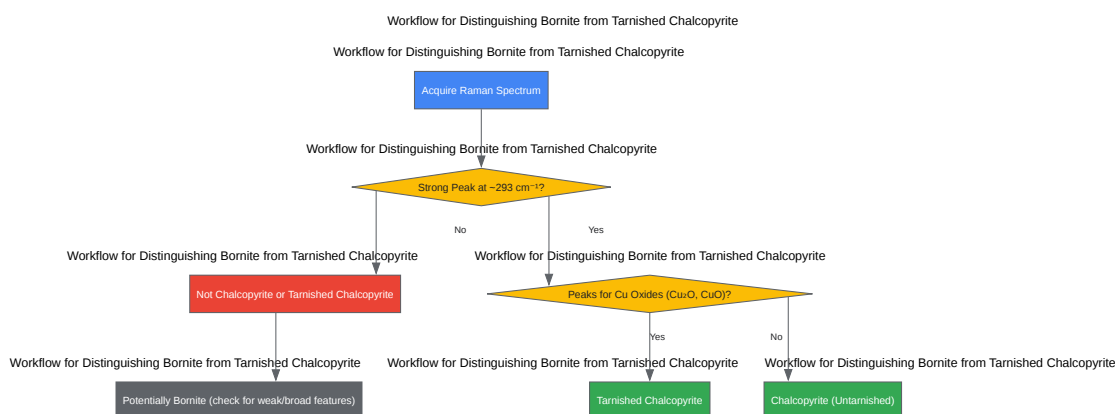 Workflow for Distinguishing Bornite from Tarnished Chalcopyrite
Workflow for Distinguishing Bornite from Tarnished Chalcopyrite
Acquire Raman Spectrum
Workflow for Distinguishing Bornite from Tarnished Chalcopyrite
Strong Peak at ~293 cm⁻¹?
No
Yes
Workflow for Distinguishing Bornite from Tarnished Chalcopyrite
Workflow for Distinguishing Bornite from Tarnished Chalcopyrite
Not Chalcopyrite or Tarnished Chalcopyrite
Peaks for Cu Oxides (Cu₂O, CuO)?
Yes
No
Workflow for Distinguishing Bornite from Tarnished Chalcopyrite
Workflow for Distinguishing Bornite from Tarnished Chalcopyrite
Workflow for Distinguishing Bornite from Tarnished Chalcopyrite
Potentially Bornite (check for weak/broad features)
Tarnished Chalcopyrite
Chalcopyrite (Untarnished)